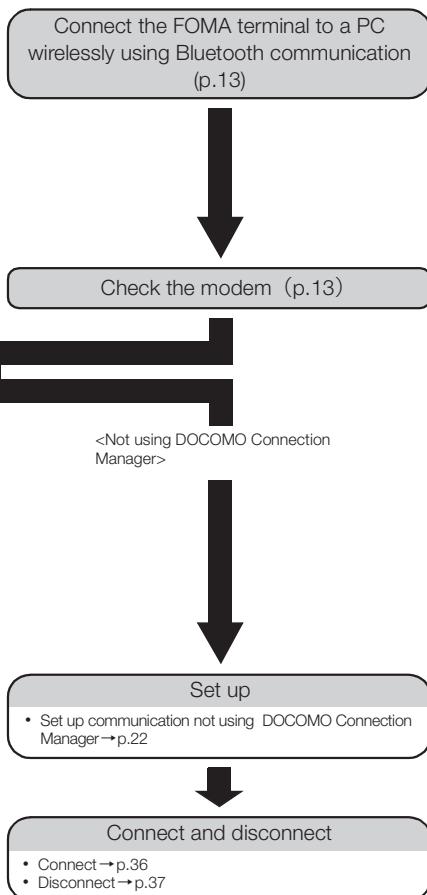 Connect the FOMA terminal to a PC
wirelessly using Bluetooth communication
(p.13)
Check the modem（p.13）
<Not using DOCOMO Connection
Manager>
Set up
• Set up communication not using DOCOMO Connection
Manager→p.22
Connect and disconnect
• Connect→p.36
• Disconnect→p.37